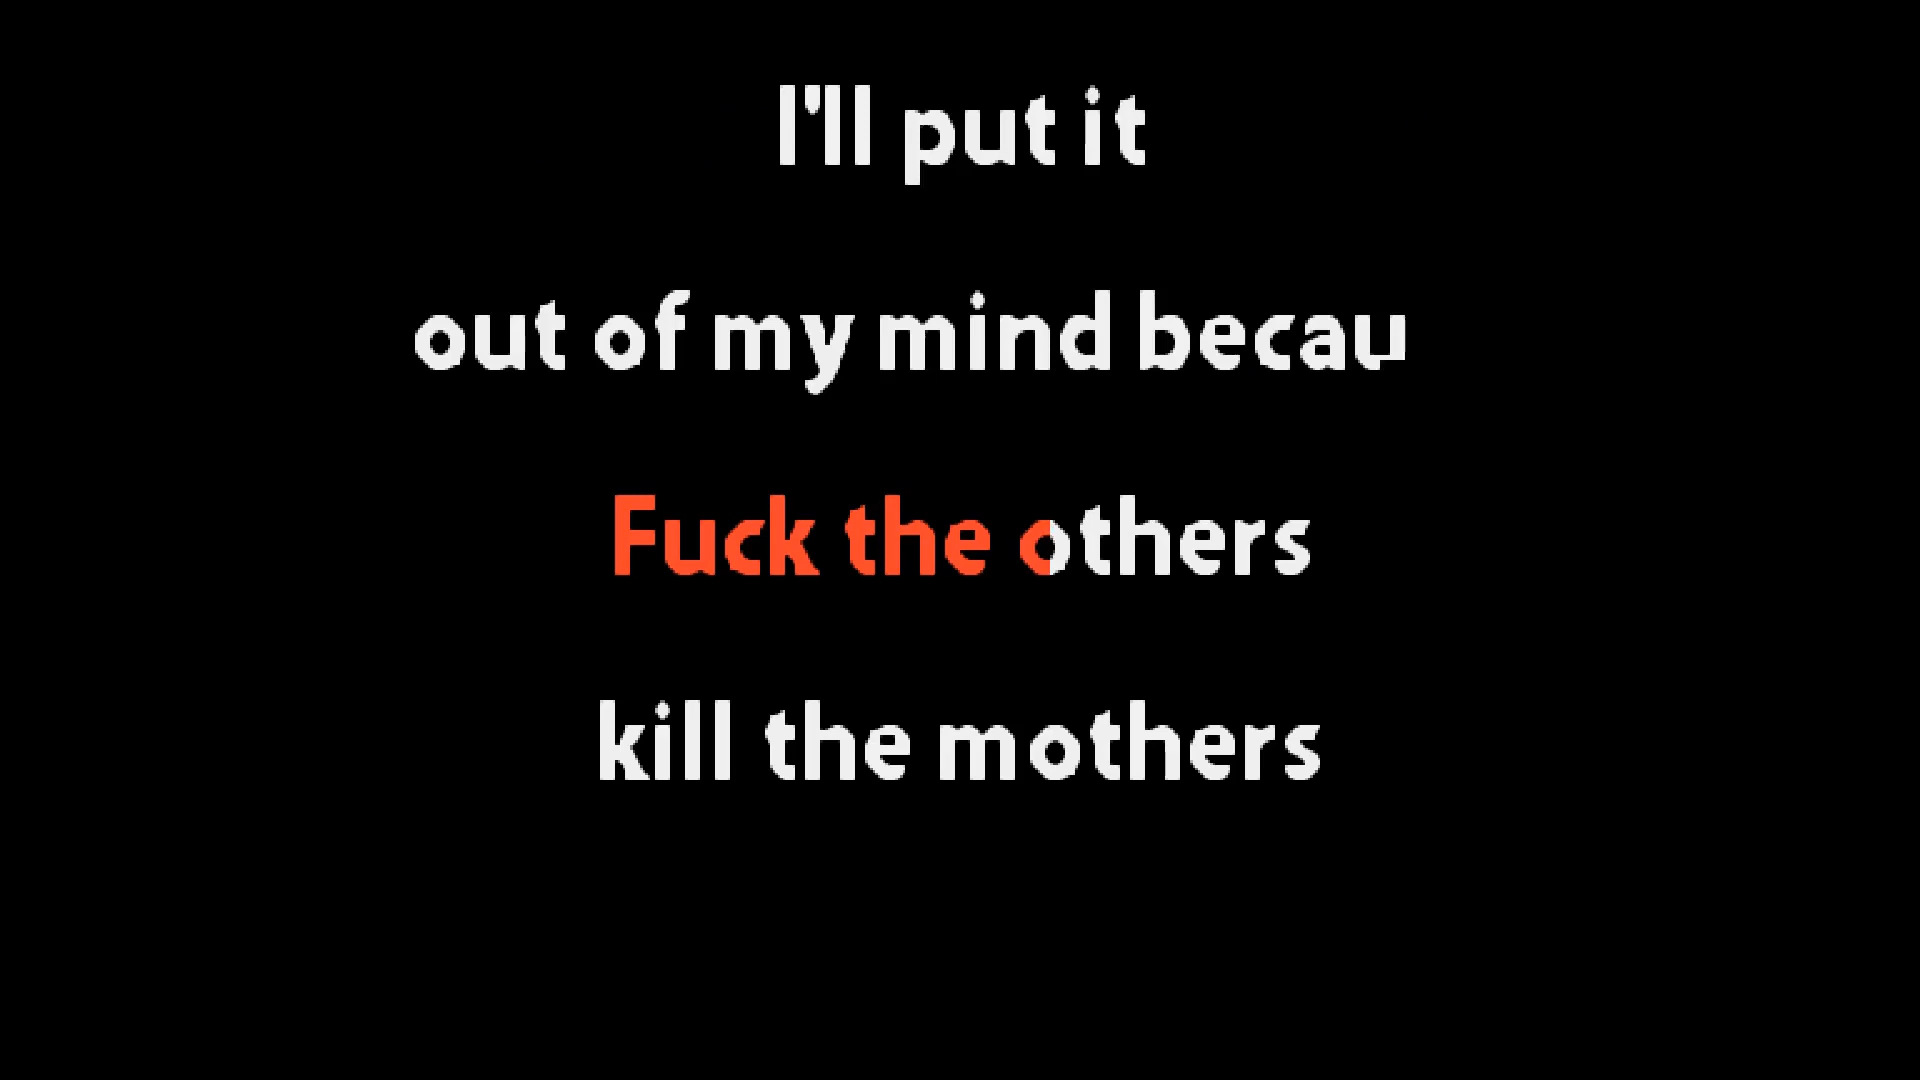 I'll put it
out of my mind becau
Fuck the others
kill the mothers